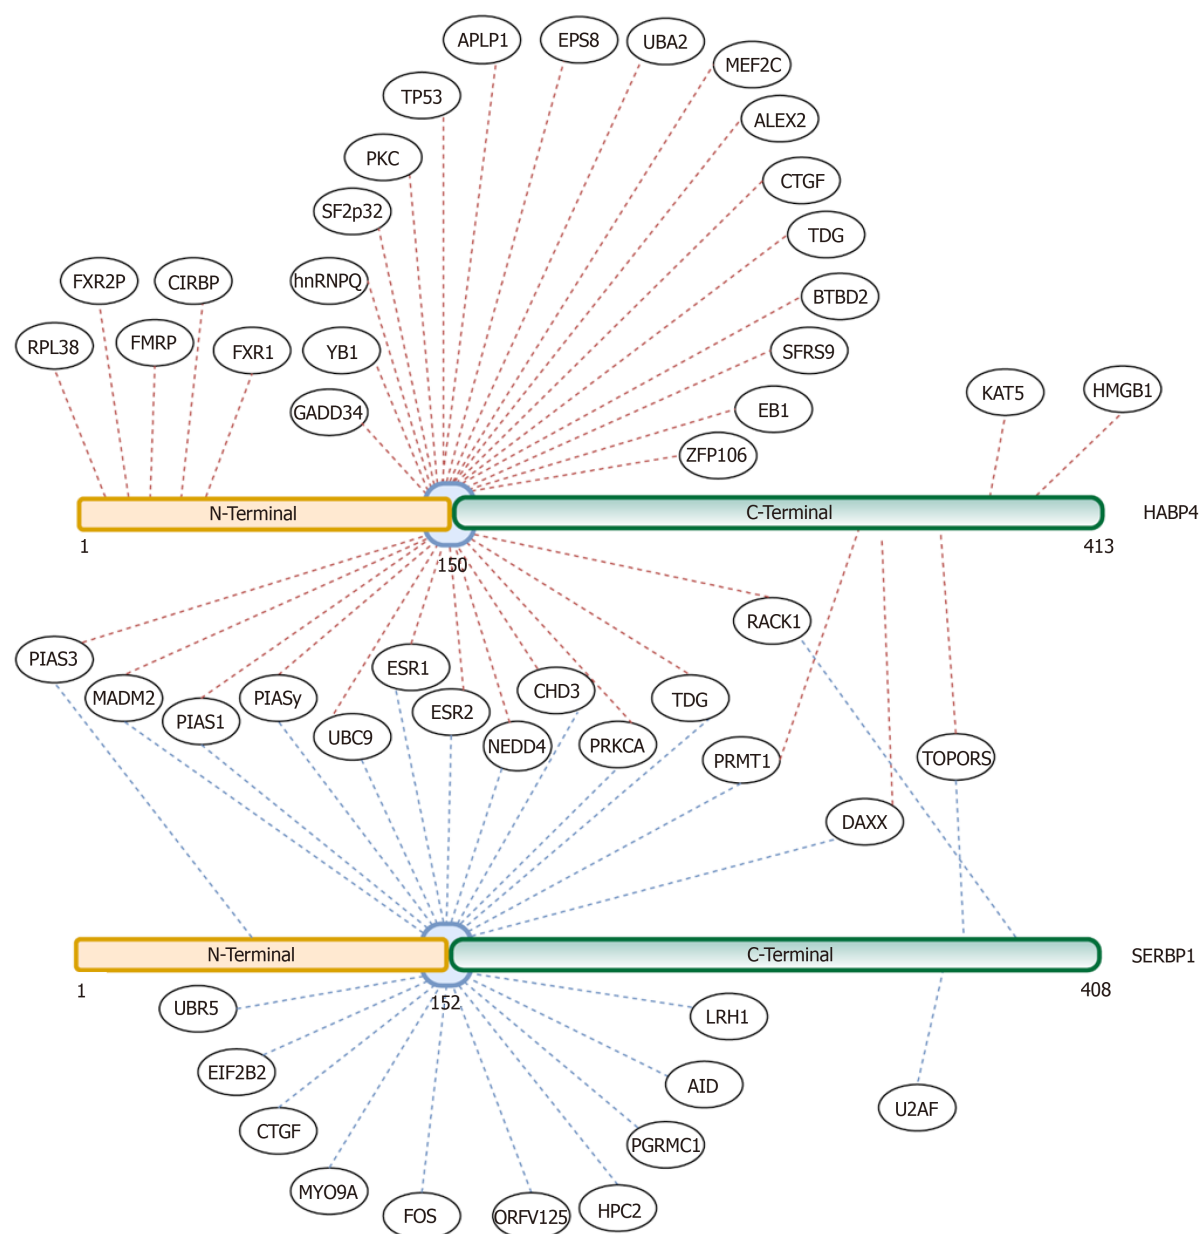 APLP1
EPS8
UBA2
MEF2C
TP53
ALEX2
PKC
CTGF
SF2p32
TDG
FXR2P
CIRBP
hnRNPQ
BTBD2
RPL38
FMRP
FXR1
YB1
SFRS9
KAT5
HMGB1
GADD34
EB1
ZFP106
N-Terminal
C-Terminal
HABP4
1
150
413
RACK1
PIAS3
ESR1
MADM2
PIAS1
PIASy
ESR2
CHD3
TDG
UBC9
NEDD4
PRKCA
PRMT1
TOPORS
DAXX
N-Terminal
C-Terminal
SERBP1
1
152
408
UBR5
LRH1
EIF2B2
AID
U2AF
CTGF
PGRMC1
MYO9A
FOS
ORFV125
HPC2